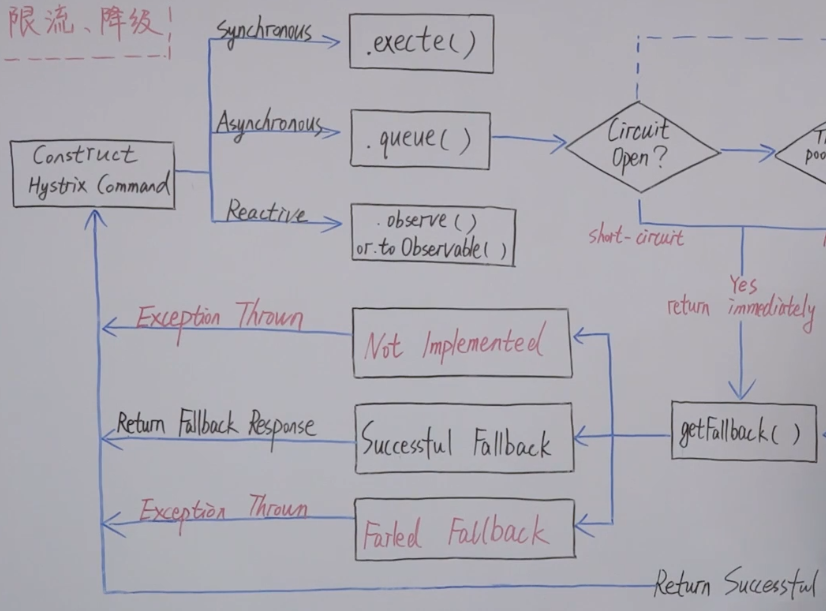 限流、降级
Synchronous
.execte()
Asynchronous
.queue()
Circuit
Open?
Construct
Hystrix Command
Reactive
.observe()
or.toObservable()
short-circuit
Yes
return immediately
Exception Thrown
Not Implemented
Return Fallback Response
Successful Fallback
getFallback()
Exception Thrown
Failed Fallback
Return Successful